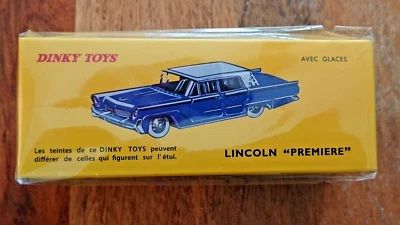 DINKY TOYS
AVEC GLACES
Les teintes de ce DINKY TOYS peuvent
différer de celles qui figurent sur l'étui.
LINCOLN "PREMIERE"